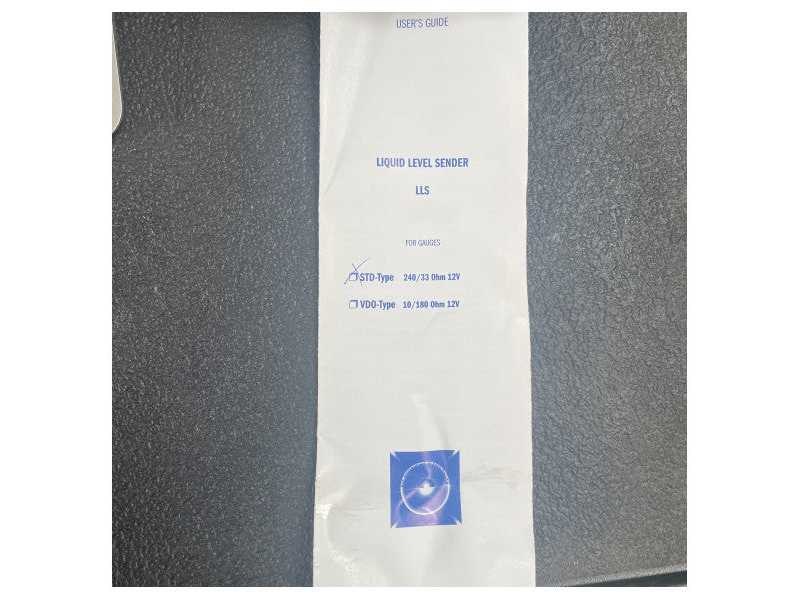 USER'S GUIDE
LIQUID LEVEL SENDER
LLS
FOR GAUGES
STD-Type 240/33 Ohm 12V
VDO-Type 10/180 Ohm 12V